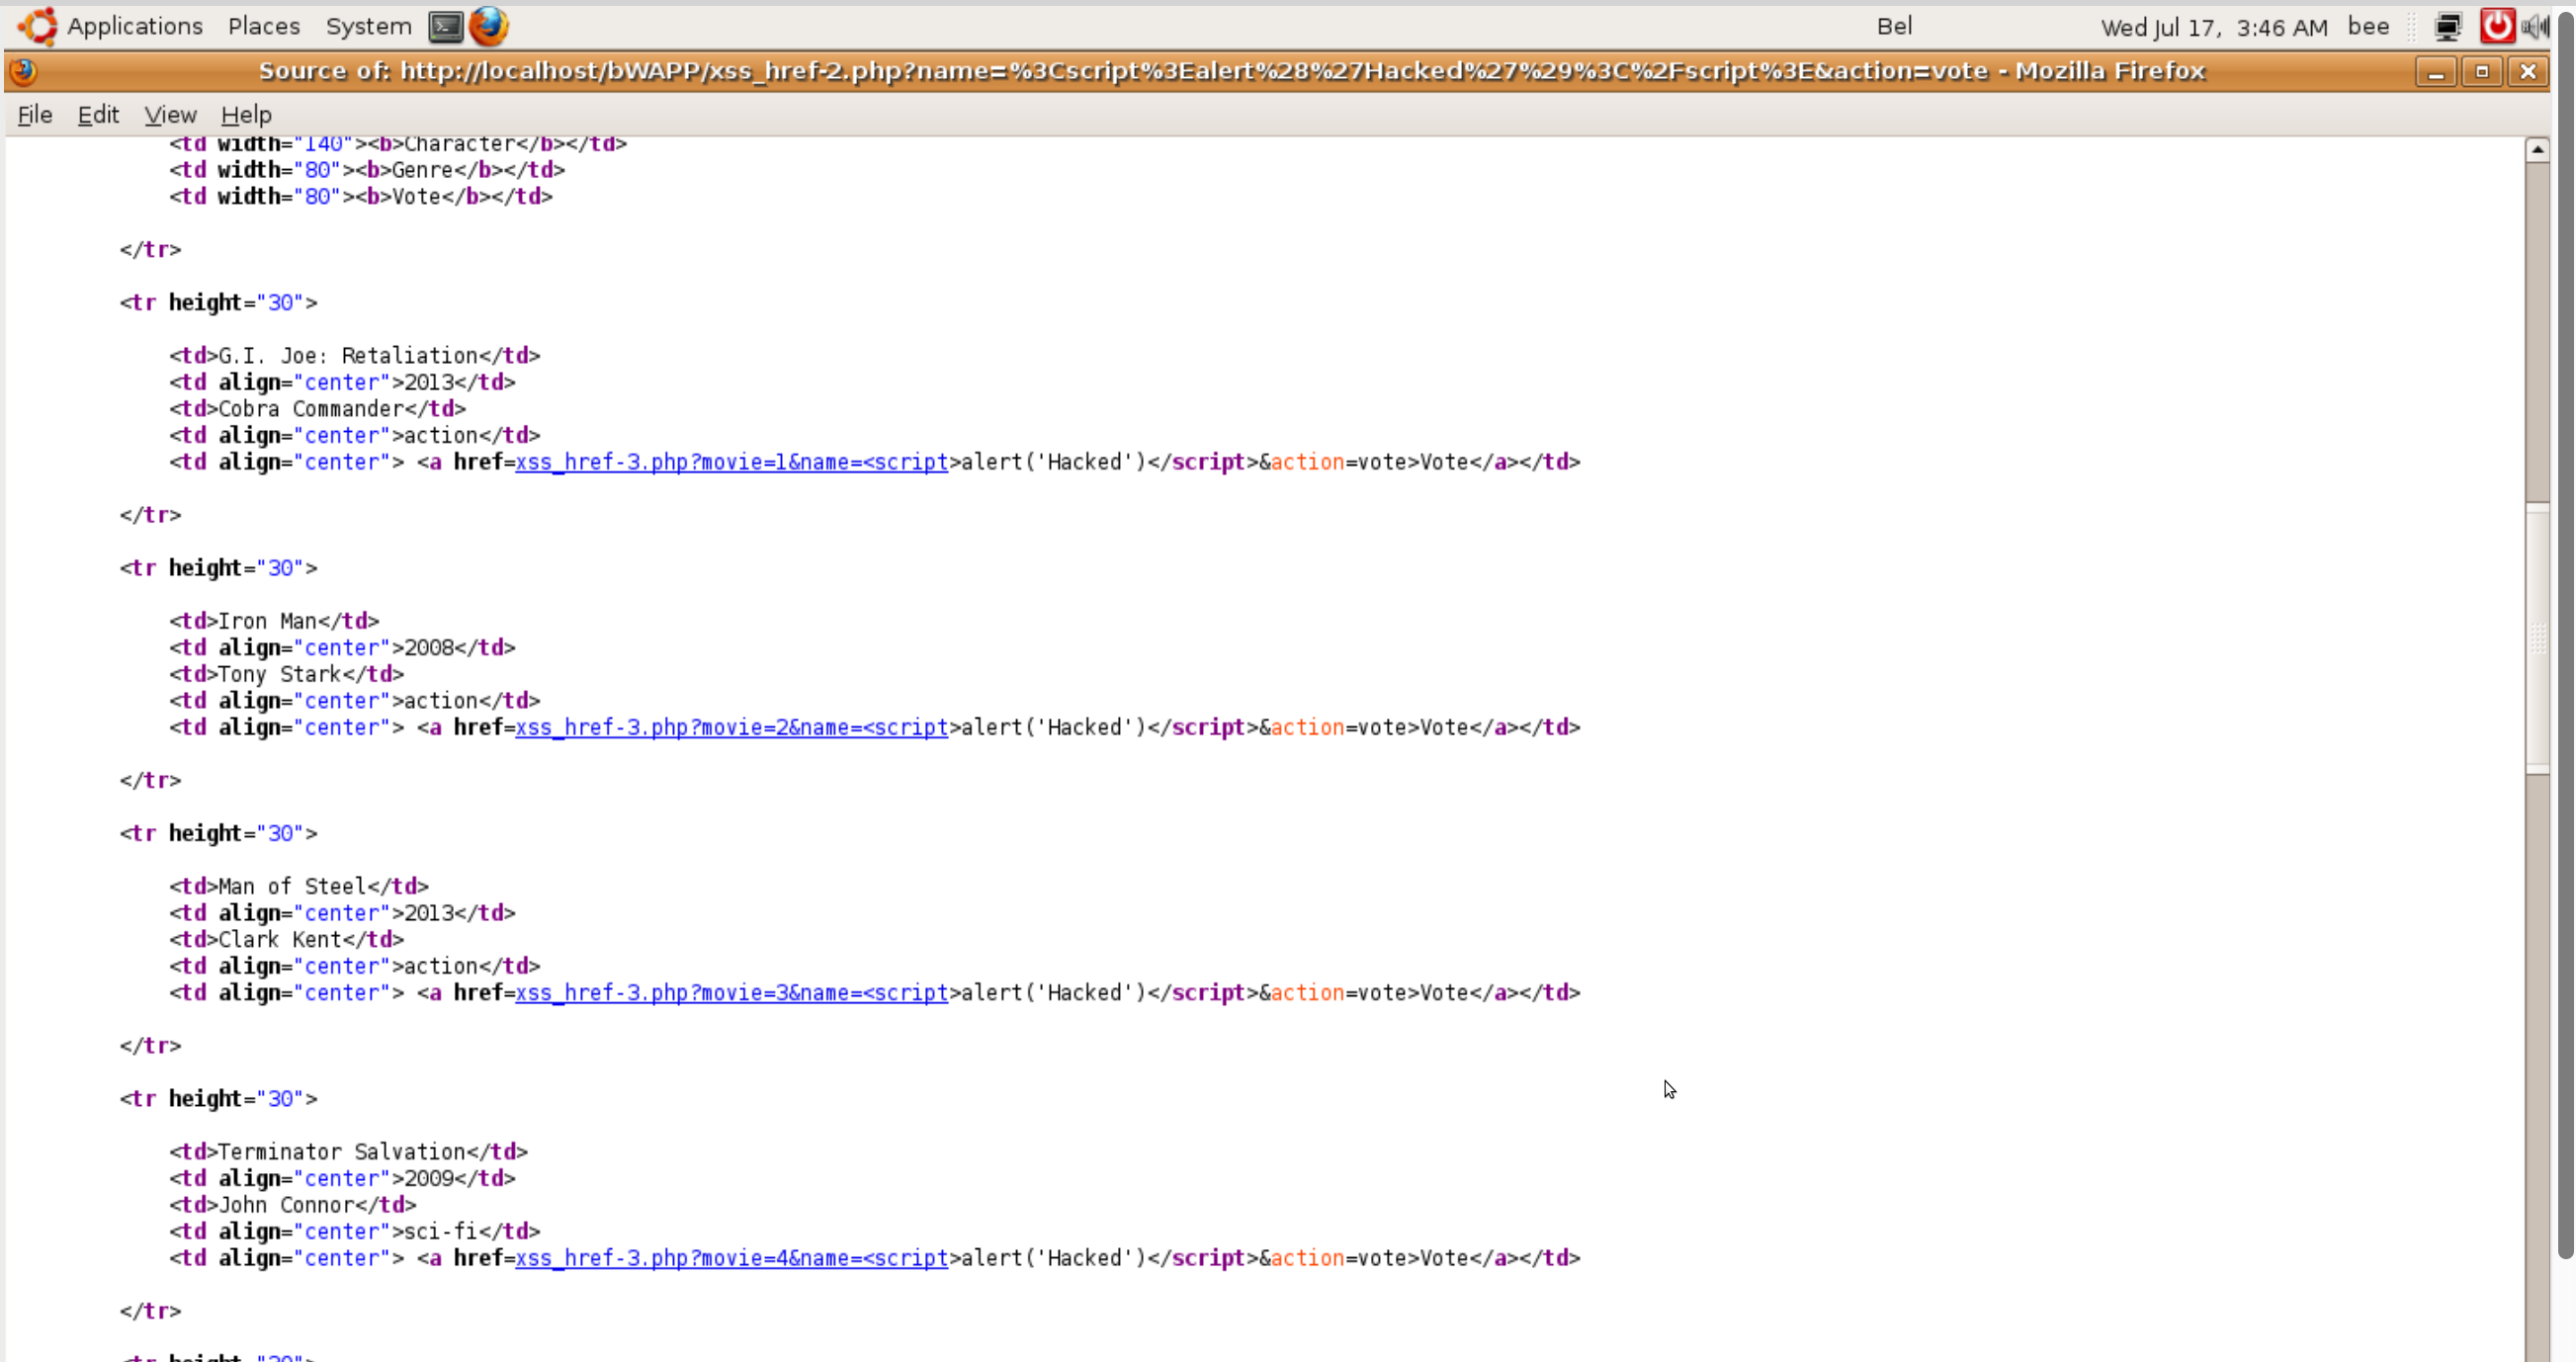 Applications Places System Bel Wed Jul 17, 3:46 AM bee
Source of: http://localhost/bWAPP/xss_href-2.php?name=%3Cscript%3Ealert%28%27Hacked%27%29%3C%2Fscript%3E&action=vote - Mozilla Firefox
File Edit View Help
<td width="140"><b>Character</b></td>
<td width="80"><b>Genre</b></td>
<td width="80"><b>Vote</b></td>
</tr>
<tr height="30">
<td>G.I. Joe: Retaliation</td>
<td align="center">2013</td>
<td>Cobra Commander</td>
<td align="center">action</td>
<td align="center"> <a href=xss_href-3.php?movie=1&name=<script>alert('Hacked')</script>&action=vote>Vote</a></td>
</tr>
<tr height="30">
<td>Iron Man</td>
<td align="center">2008</td>
<td>Tony Stark</td>
<td align="center">action</td>
<td align="center"> <a href=xss_href-3.php?movie=2&name=<script>alert('Hacked')</script>&action=vote>Vote</a></td>
</tr>
<tr height="30">
<td>Man of Steel</td>
<td align="center">2013</td>
<td>Clark Kent</td>
<td align="center">action</td>
<td align="center"> <a href=xss_href-3.php?movie=3&name=<script>alert('Hacked')</script>&action=vote>Vote</a></td>
</tr>
<tr height="30">
<td>Terminator Salvation</td>
<td align="center">2009</td>
<td>John Connor</td>
<td align="center">sci-fi</td>
<td align="center"> <a href=xss_href-3.php?movie=4&name=<script>alert('Hacked')</script>&action=vote>Vote</a></td>
</tr>
<tr height="30">